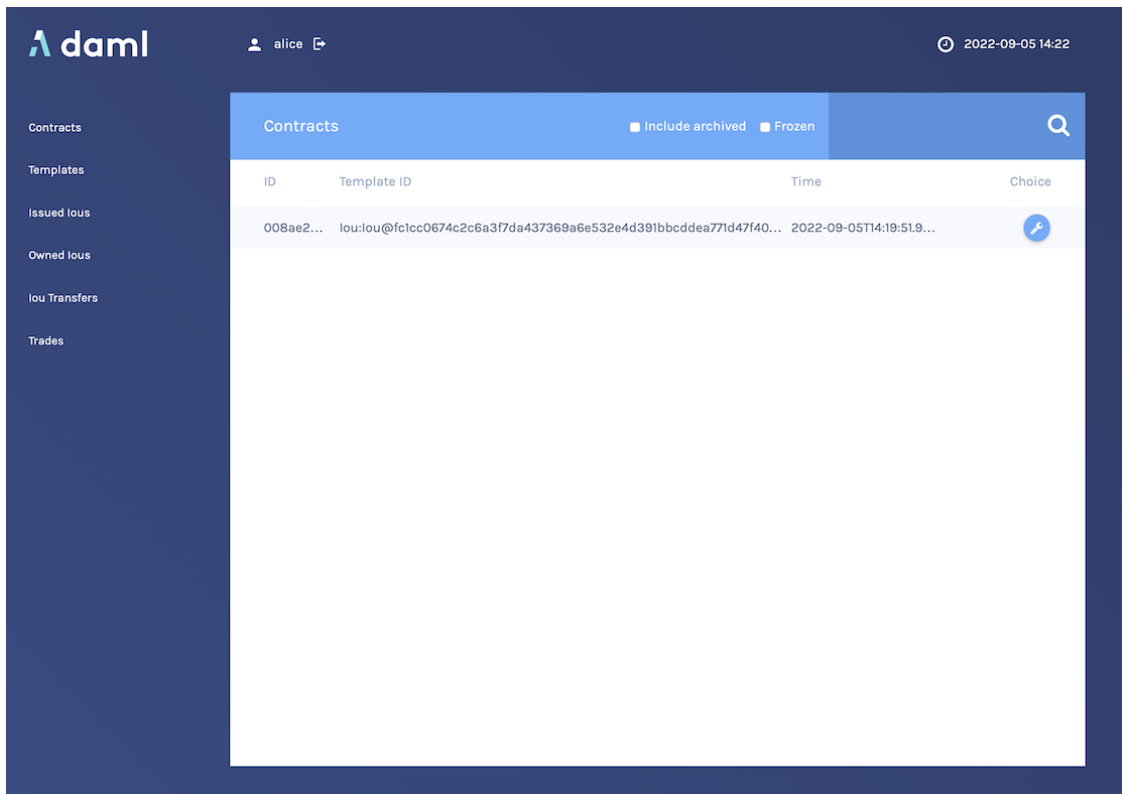 daml
alice
2022-09-05 14:22
Contracts
Templates
Issued Ious
Owned Ious
Iou Transfers
Trades
Contracts
Include archived
Frozen
ID Template ID Time Choice
008ae2... Iou:Iou@fc1cc0674c2c6a3f7da437369a6e532e4d391bbcddea771d47f40... 2022-09-05T14:19:51.9...